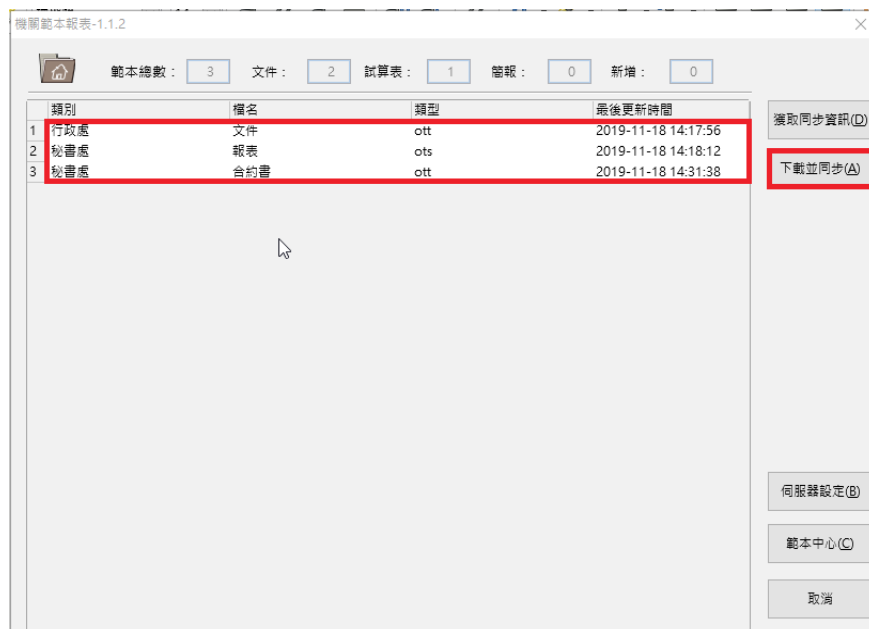 機關範本報表-1.1.2
範本總數： 3 文件： 2 試算表： 1 簡報： 0 新增： 0
類別 檔名 類型 最後更新時間
1 行政處 文件 ott 2019-11-18 14:17:56
2 秘書處 報表 ots 2019-11-18 14:18:12
3 秘書處 合約書 ott 2019-11-18 14:31:38
獲取同步資訊(D)
下載並同步(A)
伺服器設定(B)
範本中心(C)
取消